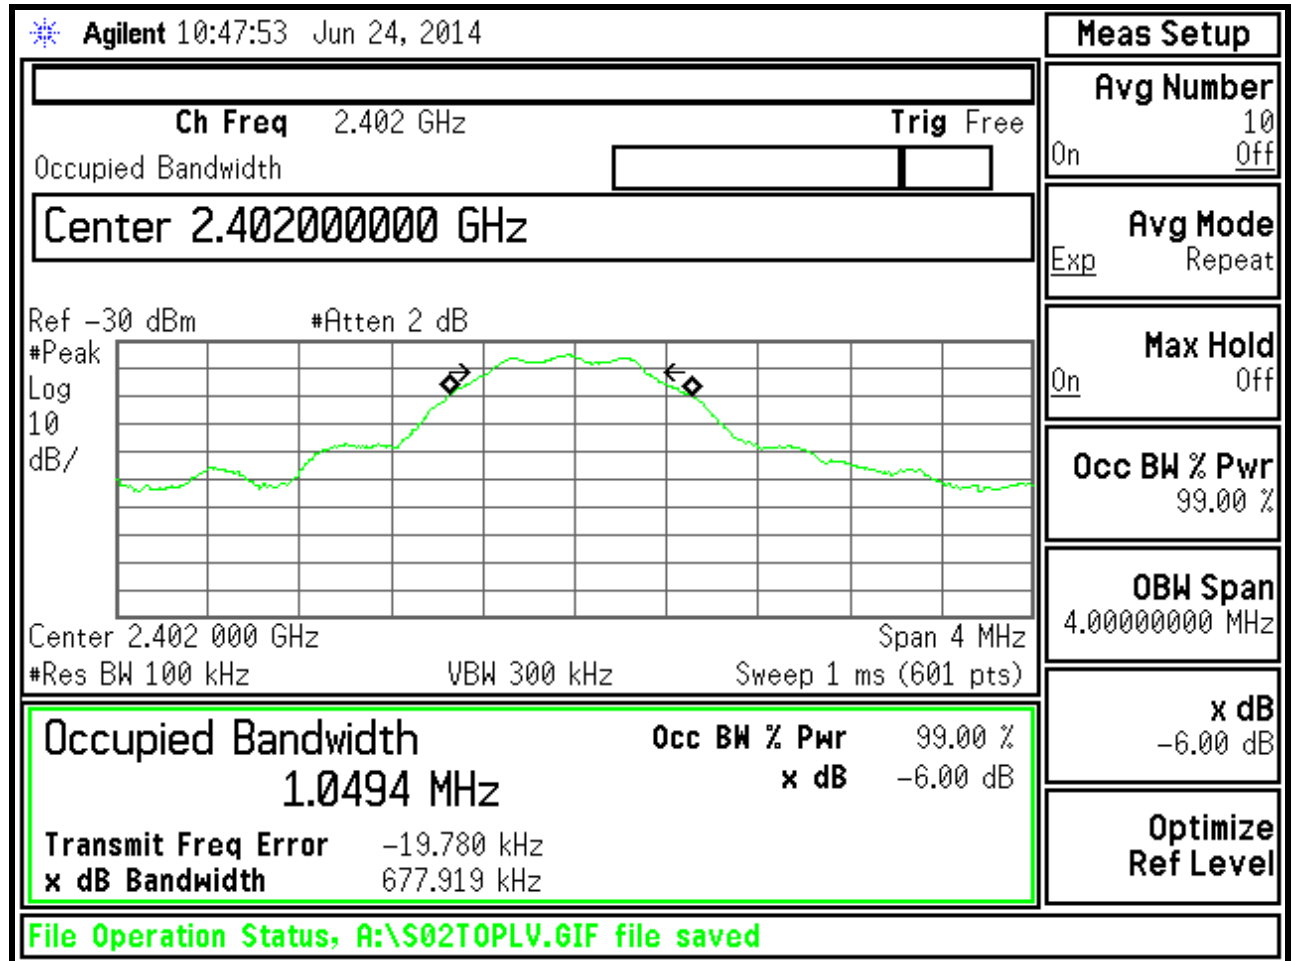 Agilent 10:47:53 Jun 24, 2014
Meas Setup
Ch Freq 2.402 GHz Trig Free
Occupied Bandwidth
Center 2.402000000 GHz
Ref -30 dBm #Atten 2 dB
#Peak
Log
10
dB/
Center 2.402 000 GHz Span 4 MHz
#Res BW 100 kHz VBW 300 kHz Sweep 1 ms (601 pts)
Occupied Bandwidth
1.0494 MHz
Occ BW % Pwr 99.00 %
x dB -6.00 dB
Transmit Freq Error -19.780 kHz
x dB Bandwidth 677.919 kHz
File Operation Status, A:\S02TOPLV.GIF file saved
Avg Number
10
On Off
Avg Mode
Exp Repeat
Max Hold
On Off
Occ BW % Pwr
99.00 %
OBW Span
4.00000000 MHz
x dB
-6.00 dB
Optimize
Ref Level